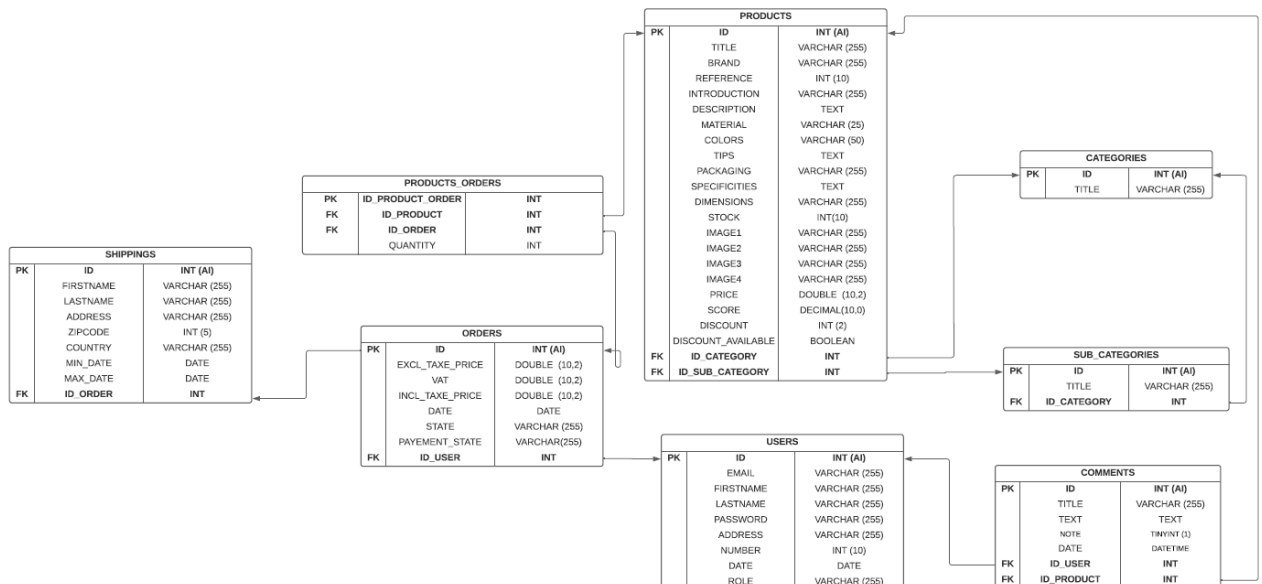 PRODUCTS
PK ID INT (AI)
TITLE VARCHAR (255)
BRAND VARCHAR (255)
REFERENCE INT (10)
INTRODUCTION VARCHAR (255)
DESCRIPTION TEXT
MATERIAL VARCHAR (25)
COLORS VARCHAR (50)
TIPS TEXT
PACKAGING VARCHAR (255)
SPECIFICITIES TEXT
DIMENSIONS VARCHAR (255)
STOCK INT(10)
IMAGE1 VARCHAR (255)
IMAGE2 VARCHAR (255)
IMAGE3 VARCHAR (255)
IMAGE4 VARCHAR (255)
PRICE DOUBLE (10,2)
SCORE DECIMAL(10,0)
DISCOUNT INT (2)
DISCOUNT_AVAILABLE BOOLEAN
FK ID_CATEGORY INT
FK ID_SUB_CATEGORY INT
CATEGORIES
PK ID INT (AI)
TITLE VARCHAR (255)
PRODUCTS_ORDERS
PK ID_PRODUCT_ORDER INT
FK ID_PRODUCT INT
FK ID_ORDER INT
QUANTITY INT
SHIPPINGS
PK ID INT (AI)
FIRSTNAME VARCHAR (255)
LASTNAME VARCHAR (255)
ADDRESS VARCHAR (255)
ZIPCODE INT (5)
COUNTRY VARCHAR (255)
MIN_DATE DATE
MAX_DATE DATE
FK ID_ORDER INT
ORDERS
PK ID INT (AI)
EXCL_TAXE_PRICE DOUBLE (10,2)
VAT DOUBLE (10,2)
INCL_TAXE_PRICE DOUBLE (10,2)
DATE DATE
STATE VARCHAR (255)
PAYEMENT_STATE VARCHAR(255)
FK ID_USER INT
SUB_CATEGORIES
PK ID INT (AI)
TITLE VARCHAR (255)
FK ID_CATEGORY INT
USERS
PK ID INT (AI)
EMAIL VARCHAR (255)
FIRSTNAME VARCHAR (255)
LASTNAME VARCHAR (255)
PASSWORD VARCHAR (255)
ADDRESS VARCHAR (255)
NUMBER INT (10)
DATE DATE
ROLE VARCHAR (255)
COMMENTS
PK ID INT (AI)
TITLE VARCHAR (255)
TEXT TEXT
NOTE TINYINT (1)
DATE DATETIME
FK ID_USER INT
FK ID_PRODUCT INT